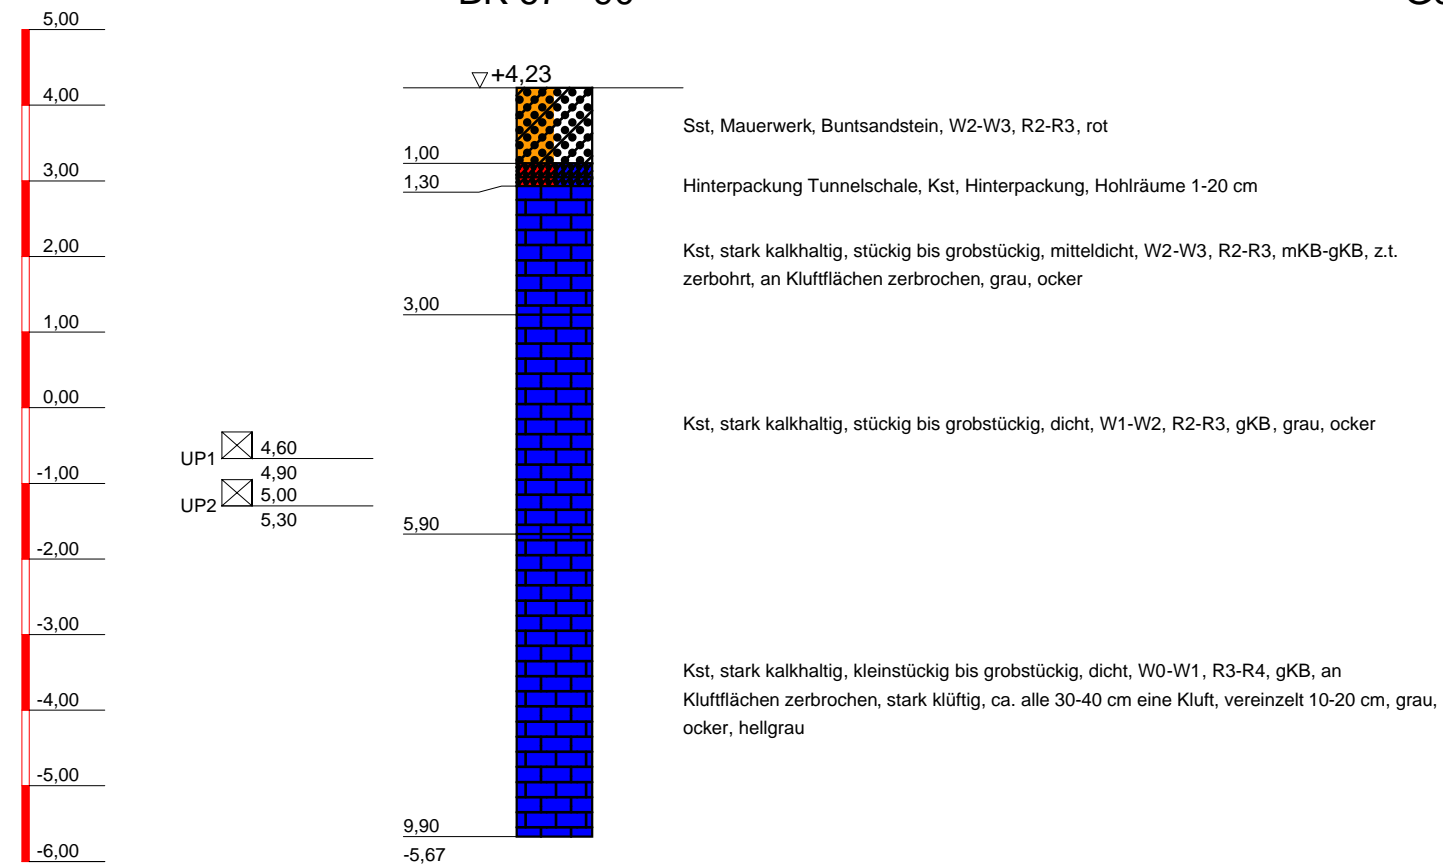 5,00
4,00
3,00
2,00
1,00
0,00
-1,00
-2,00
-3,00
-4,00
-5,00
-6,00
UP1
4,60
4,90
UP2
5,00
5,30
+4,23
1,00
1,30
3,00
5,90
9,90
-5,67
Sst, Mauerwerk, Buntsandstein, W2-W3, R2-R3, rot
Hinterpackung Tunnelschale, Kst, Hinterpackung, Hohlräume 1-20 cm
Kst, stark kalkhaltig, stückig bis grobstückig, mitteldicht, W2-W3, R2-R3, mKB-gKB, z.t.
zerbohrt, an Kluftflächen zerbrochen, grau, ocker
Kst, stark kalkhaltig, stückig bis grobstückig, dicht, W1-W2, R2-R3, gKB, grau, ocker
Kst, stark kalkhaltig, kleinstückig bis grobstückig, dicht, W0-W1, R3-R4, gKB, an
Kluftflächen zerbrochen, stark klüftig, ca. alle 30-40 cm eine Kluft, vereinzelt 10-20 cm, grau,
ocker, hellgrau